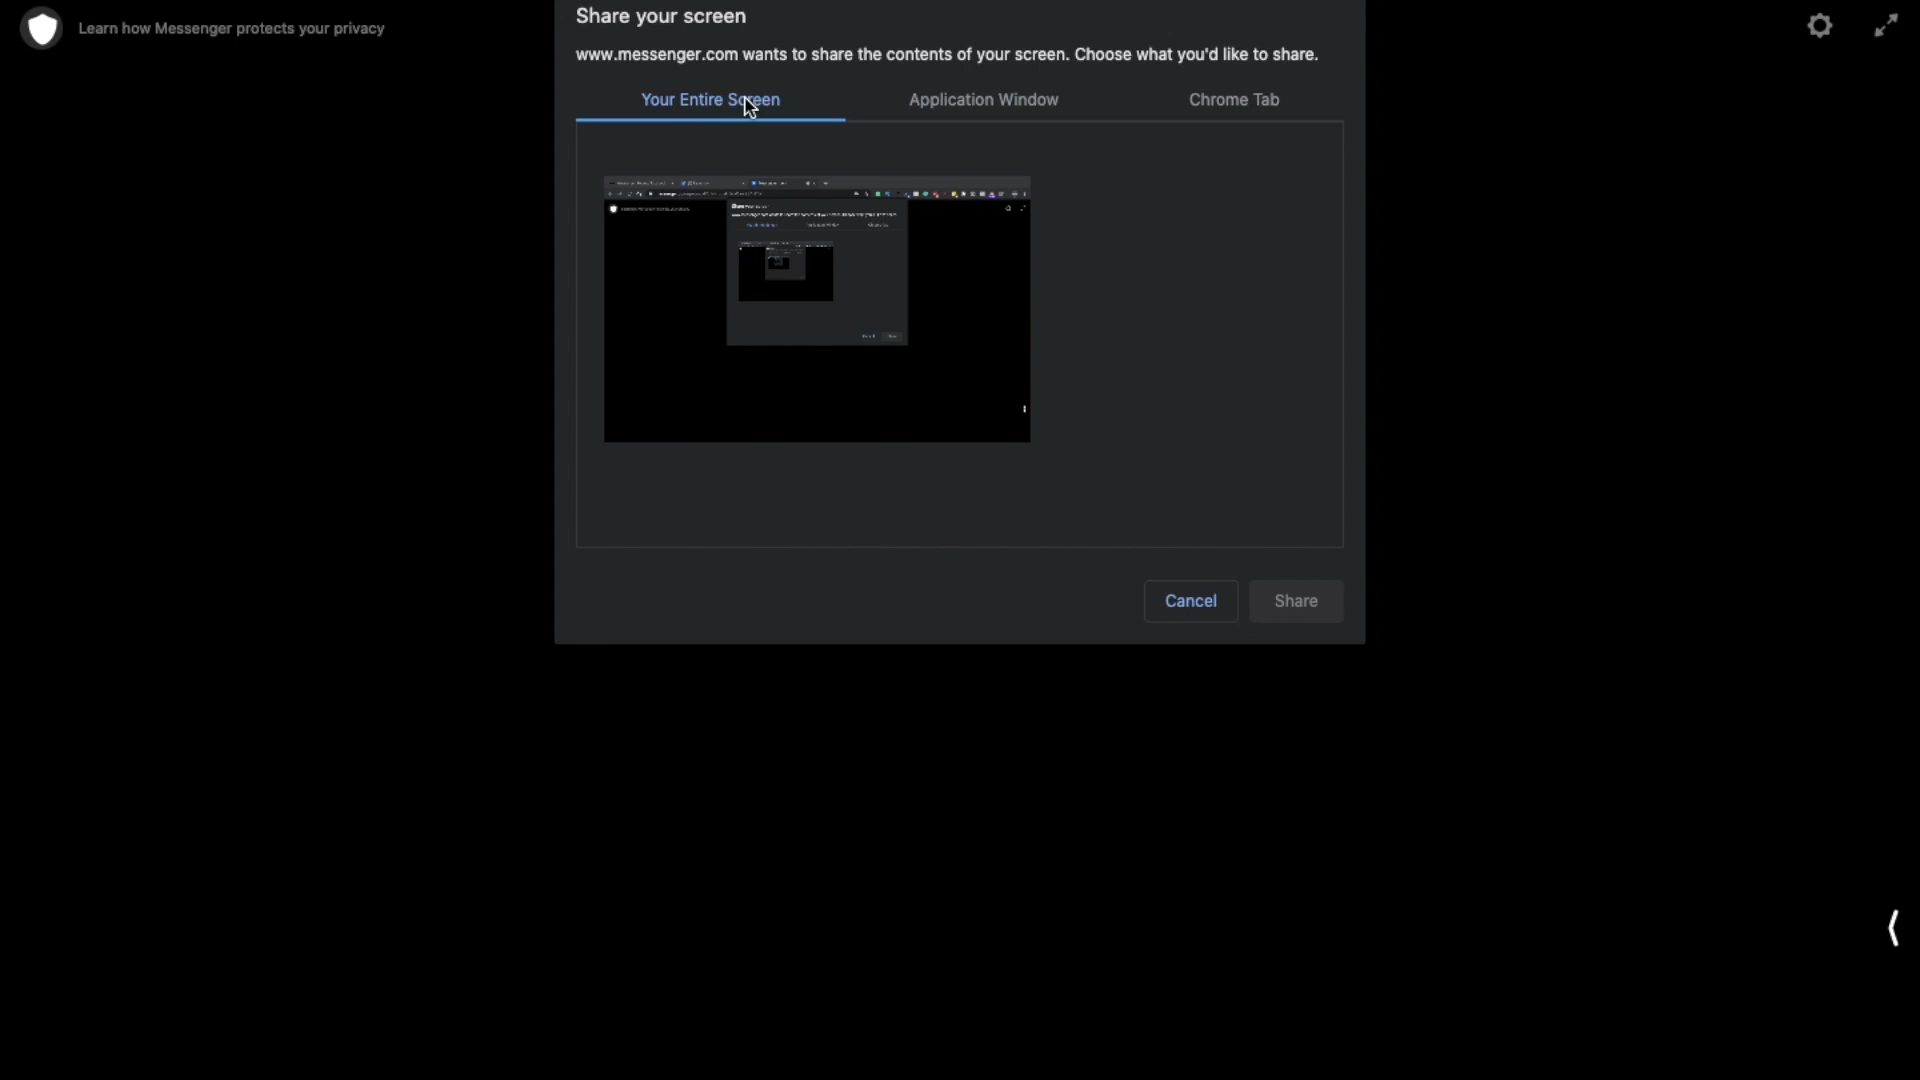 Learn how Messenger protects your privacy
Share your screen
www.messenger.com wants to share the contents of your screen. Choose what you'd like to share.
Your Entire Screen
Application Window
Chrome Tab
Cancel
Share